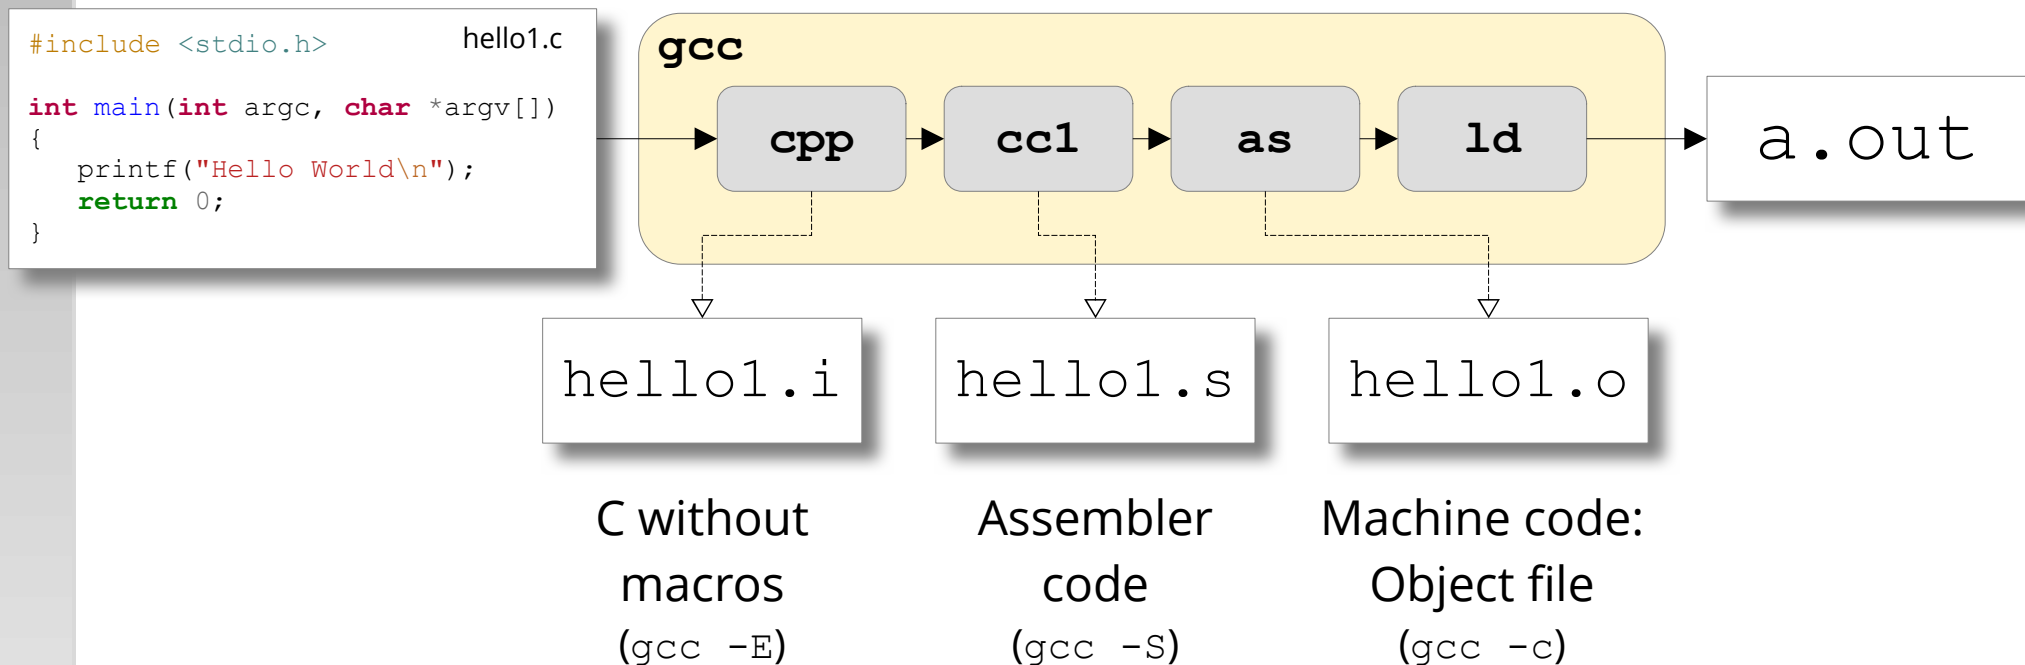 #include <stdio.h>
hello1.c
int main(int argc, char *argv[])
{
   printf("Hello World\n");
   return 0;
}
gcc
cpp
cc1
as
ld
a.out
hello1.i
hello1.s
hello1.o
C without
macros
(gcc -E)
Assembler
code
(gcc -S)
Machine code:
Object file
(gcc -c)